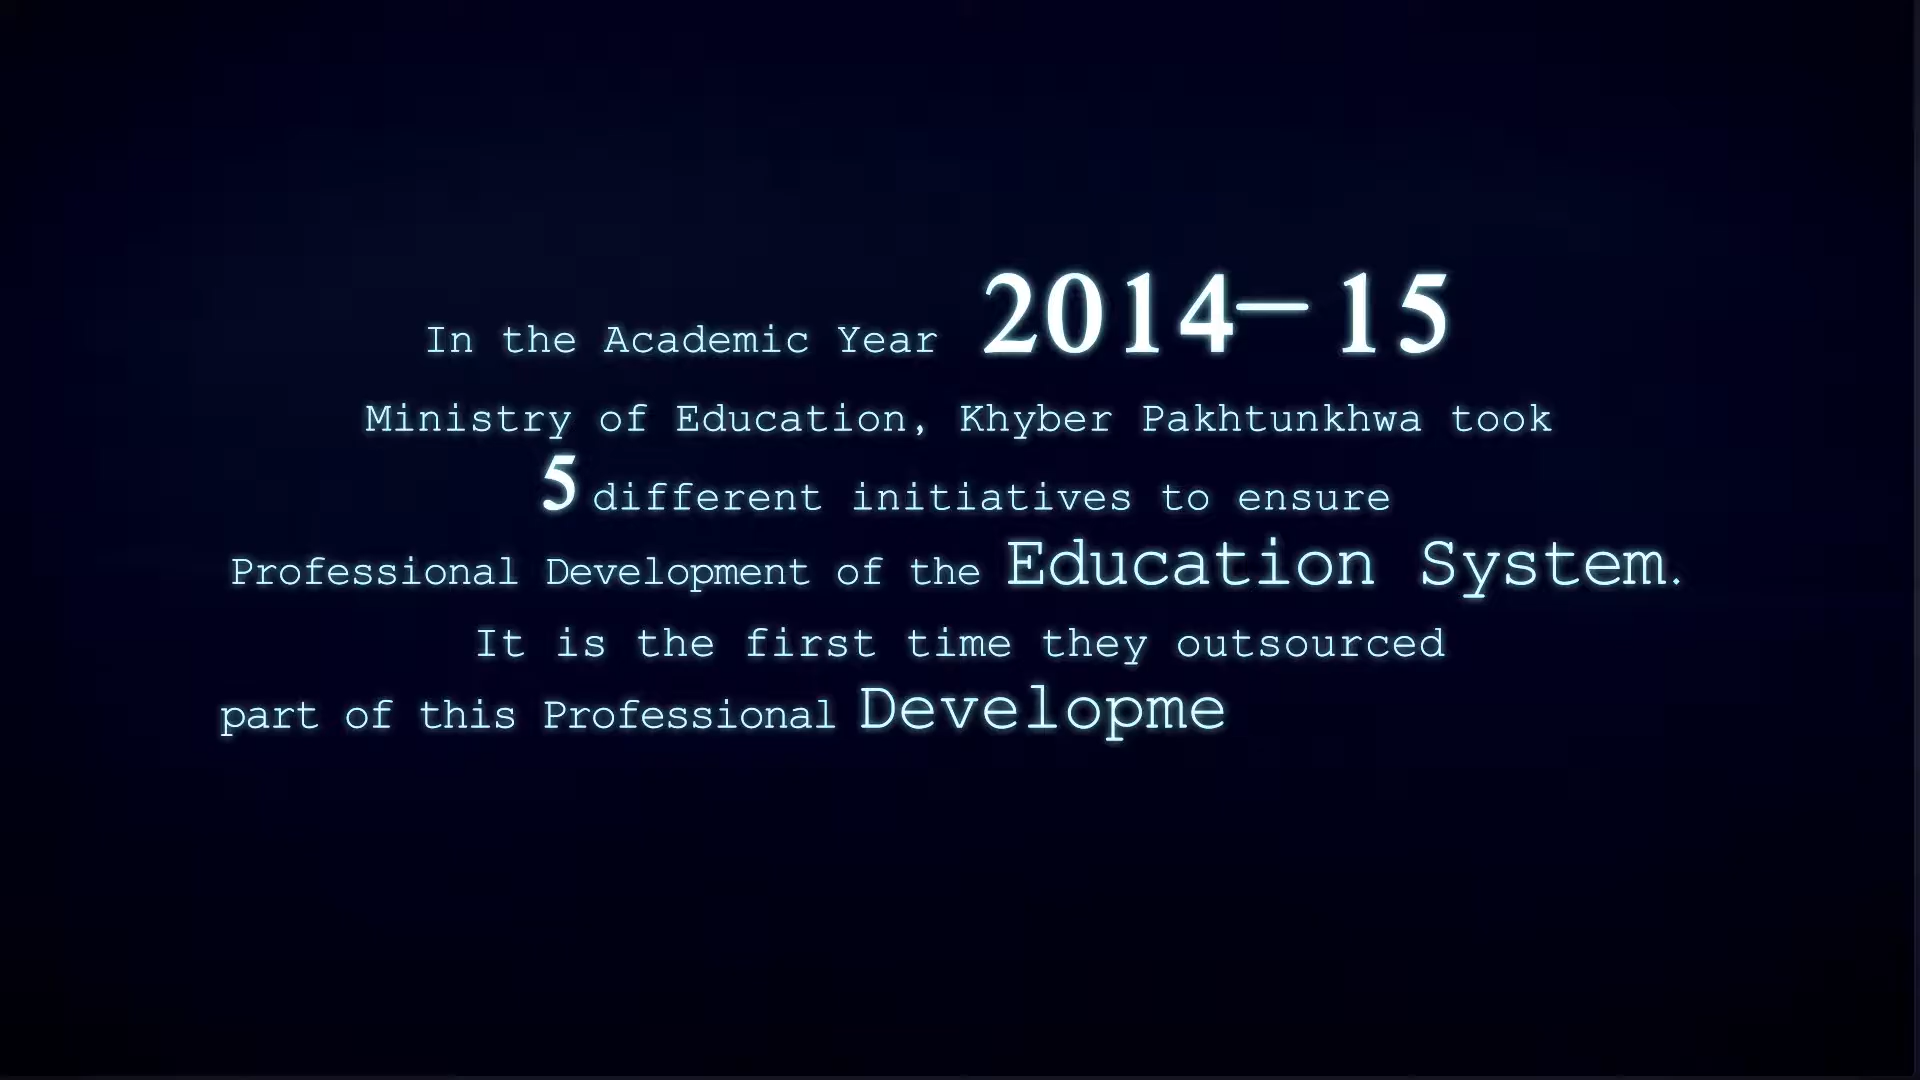 In the Academic Year 2014— 15
Ministry of Education, Khyber Pakhtunkhwa took
5 different initiatives to ensure
Professional Development of the Education System.
It is the first time they outsourced
part of this Professional Developme